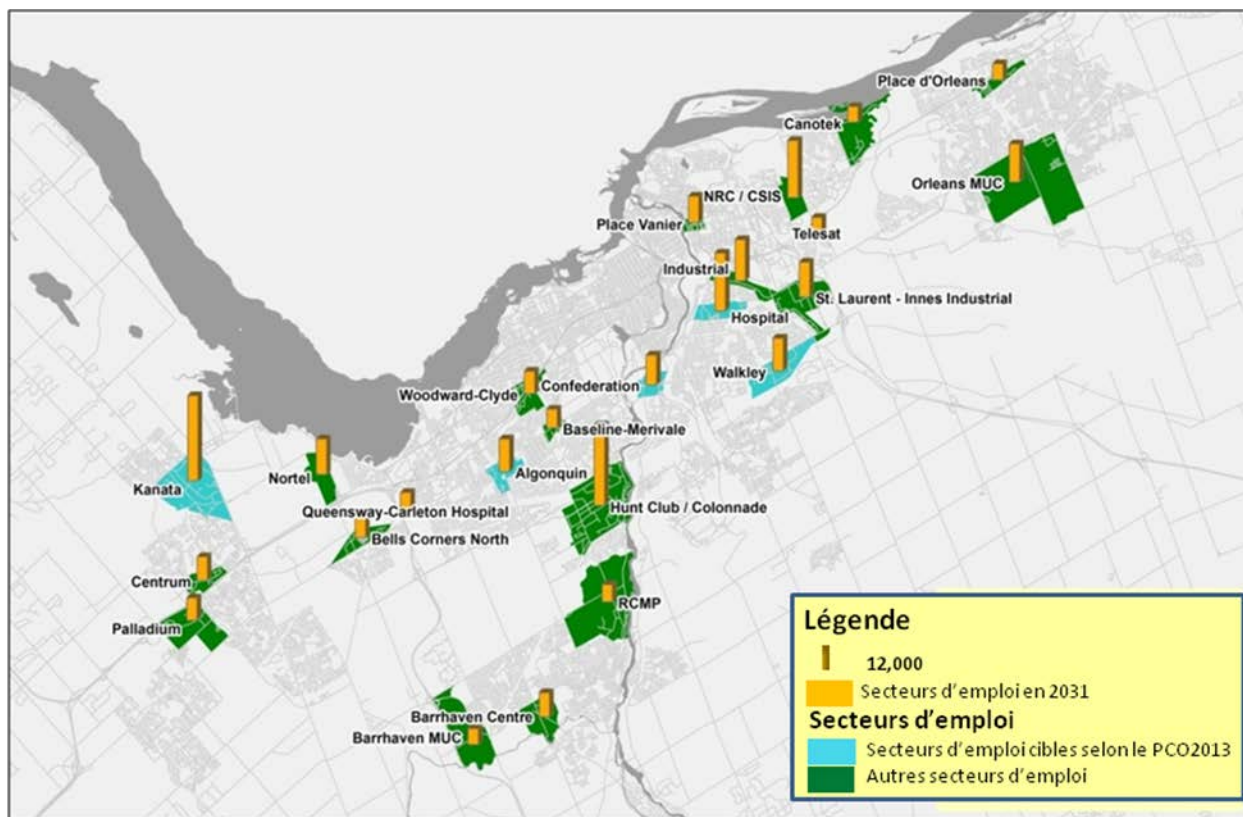 Place d'Orleans
Canotek
Orleans MUC
NRC / CSIS
Place Vanier
Telesat
Industrial
St. Laurent - Innes Industrial
Hospital
Walkley
Confederation
Woodward-Clyde
Baseline-Merivale
Algonquin
Kanata
Nortel
Hunt Club / Colonnade
Queensway-Carleton Hospital
Bells Corners North
Centrum
RCMP
Palladium
Barrhaven Centre
Barrhaven MUC
Légende
12,000
Secteurs d'emploi en 2031
Secteurs d'emploi
Secteurs d'emploi cibles selon le PCO2013
Autres secteurs d'emploi